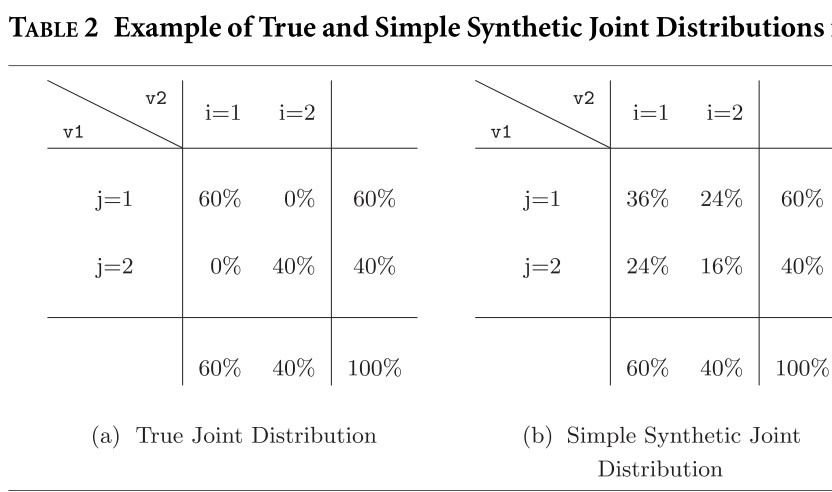 TABLE 2 Example of True and Simple Synthetic Joint Distributions
v2 i=1 i=2
v1
j=1 60% 0% 60%
j=2 0% 40% 40%
60% 40% 100%
(a) True Joint Distribution
v2 i=1 i=2
v1
j=1 36% 24% 60%
j=2 24% 16% 40%
60% 40% 100%
(b) Simple Synthetic Joint
Distribution